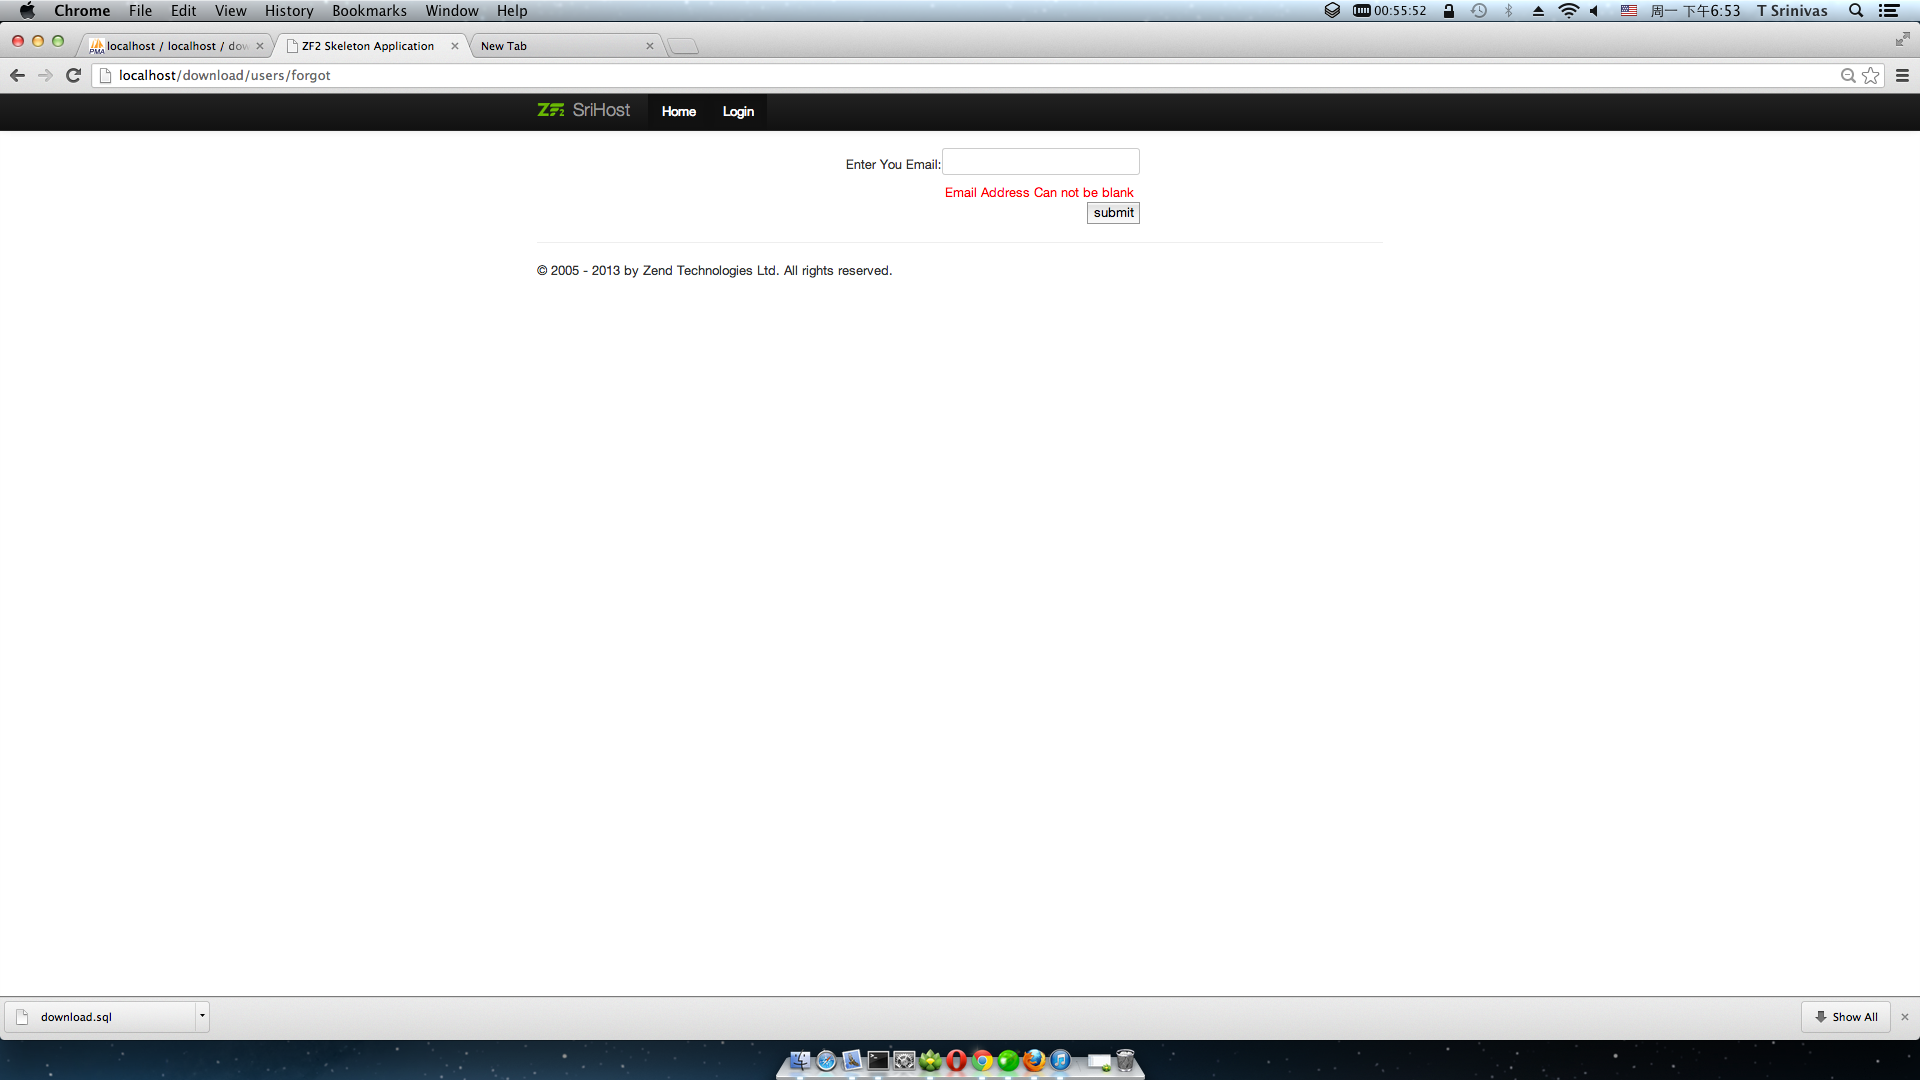 Chrome File Edit View History Bookmarks Window Help 00:55:52 周一 下午6:53 T Srinivas
localhost / localhost / dow ZF2 Skeleton Application New Tab
localhost/download/users/forgot
ZF2 SriHost Home Login
Enter You Email:
Email Address Can not be blank
submit
© 2005 - 2013 by Zend Technologies Ltd. All rights reserved.
download.sql Show All